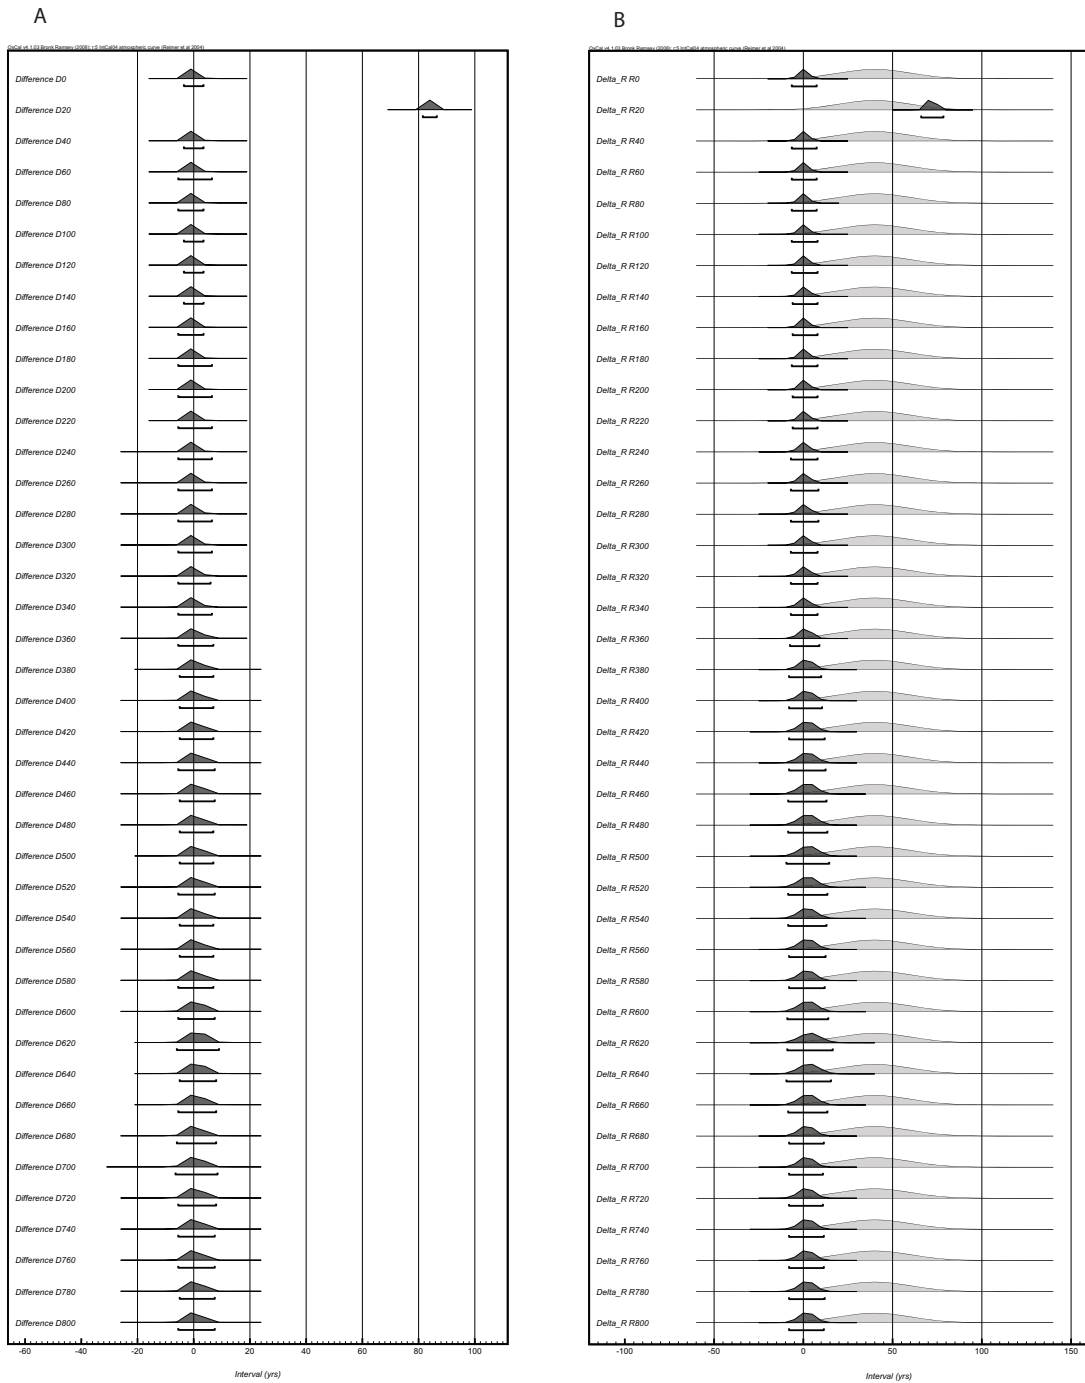 A
OxCal v4.1.03 Bronk Ramsey (2008); r:5 IntCal04 atmospheric curve (Reimer et al 2004)
Difference D0
Difference D20
Difference D40
Difference D60
Difference D80
Difference D100
Difference D120
Difference D140
Difference D160
Difference D180
Difference D200
Difference D220
Difference D240
Difference D260
Difference D280
Difference D300
Difference D320
Difference D340
Difference D360
Difference D380
Difference D400
Difference D420
Difference D440
Difference D460
Difference D480
Difference D500
Difference D520
Difference D540
Difference D560
Difference D580
Difference D600
Difference D620
Difference D640
Difference D660
Difference D680
Difference D700
Difference D720
Difference D740
Difference D760
Difference D780
Difference D800
-60 -40 -20 0 20 40 60 80 100
Interval (yrs)
B
OxCal v4.1.03 Bronk Ramsey (2008); r:5 IntCal04 atmospheric curve (Reimer et al 2004)
Delta_R R0
Delta_R R20
Delta_R R40
Delta_R R60
Delta_R R80
Delta_R R100
Delta_R R120
Delta_R R140
Delta_R R160
Delta_R R180
Delta_R R200
Delta_R R220
Delta_R R240
Delta_R R260
Delta_R R280
Delta_R R300
Delta_R R320
Delta_R R340
Delta_R R360
Delta_R R380
Delta_R R400
Delta_R R420
Delta_R R440
Delta_R R460
Delta_R R480
Delta_R R500
Delta_R R520
Delta_R R540
Delta_R R560
Delta_R R580
Delta_R R600
Delta_R R620
Delta_R R640
Delta_R R660
Delta_R R680
Delta_R R700
Delta_R R720
Delta_R R740
Delta_R R760
Delta_R R780
Delta_R R800
-100 -50 0 50 100 150
Interval (yrs)